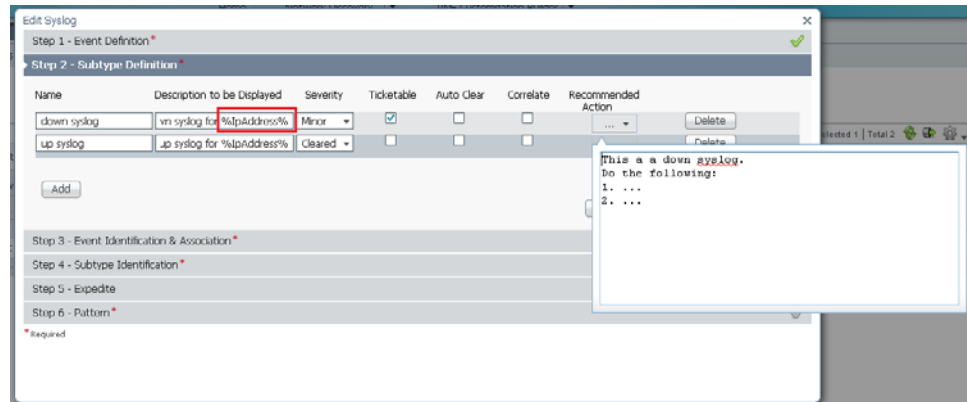 Edit Syslog
Step 1 - Event Definition*
Step 2 - Subtype Definition*
Name Description to be Displayed Severity Ticketable Auto Clear Correlate Recommended
Action
down syslog vn syslog for %IpAddress% Minor ... Delete
up syslog up syslog for %IpAddress% Cleared Delete
elected 1 | Total 2
This a a down syslog.
Do the following:
1. ...
2. ...
Add
Step 3 - Event Identification & Association*
Step 4 - Subtype Identification*
Step 5 - Expedite
Step 6 - Pattern*
*Required